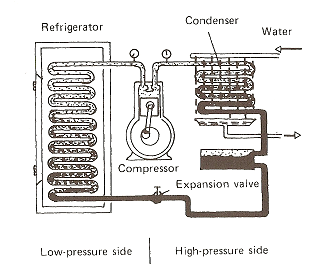 Condenser
Refrigerator
Water
Compressor
Expansion valve
Low-pressure side
High-pressure side